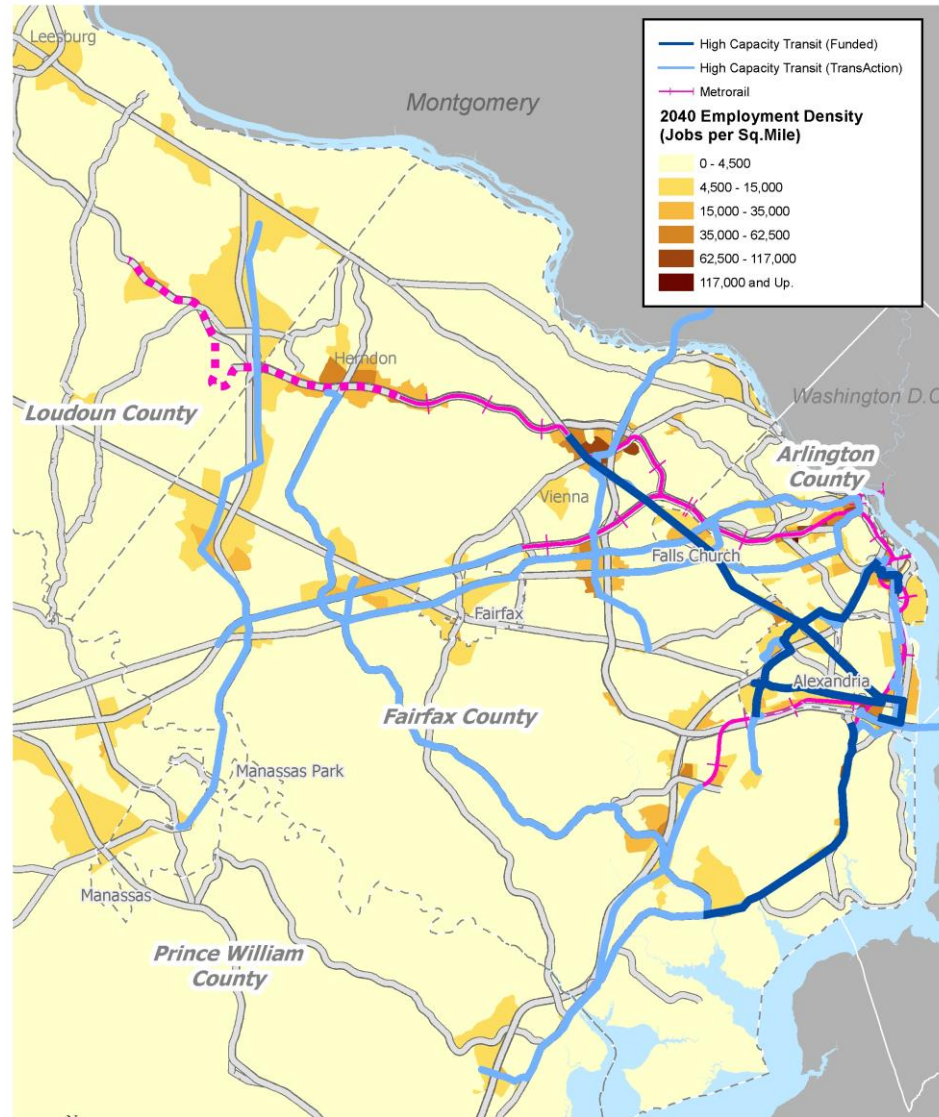 Leesburg
Montgomery
High Capacity Transit (Funded)
High Capacity Transit (TransAction)
Metrorail
2040 Employment Density
(Jobs per Sq.Mile)
0 - 4,500
4,500 - 15,000
15,000 - 35,000
35,000 - 62,500
62,500 - 117,000
117,000 and Up.
Herndon
Washington D.C
Loudoun County
Arlington
County
Vienna
Falls Church
Fairfax
Alexandria
Fairfax County
Manassas Park
Manassas
Prince William
County